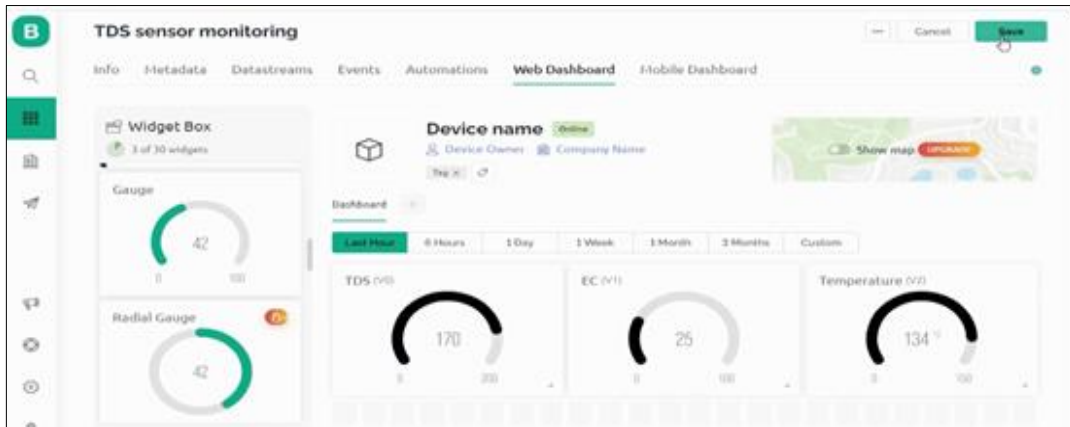 B
TDS sensor monitoring
Cancel
Save
Info Metadata Datastreams Events Automations Web Dashboard Mobile Dashboard
Widget Box
3 of 30 widgets
Device name Online
Device Owner Company Name
Tag ×
Show map UPGRADE
Dashboard +
Gauge
42
0 100
Last Hour 6 Hours 1 Day 1 Week 1 Month 3 Months Custom
TDS (V0)
170
0 200
EC (V1)
25
0 100
Temperature (V2)
134 °
0 150
Radial Gauge
42